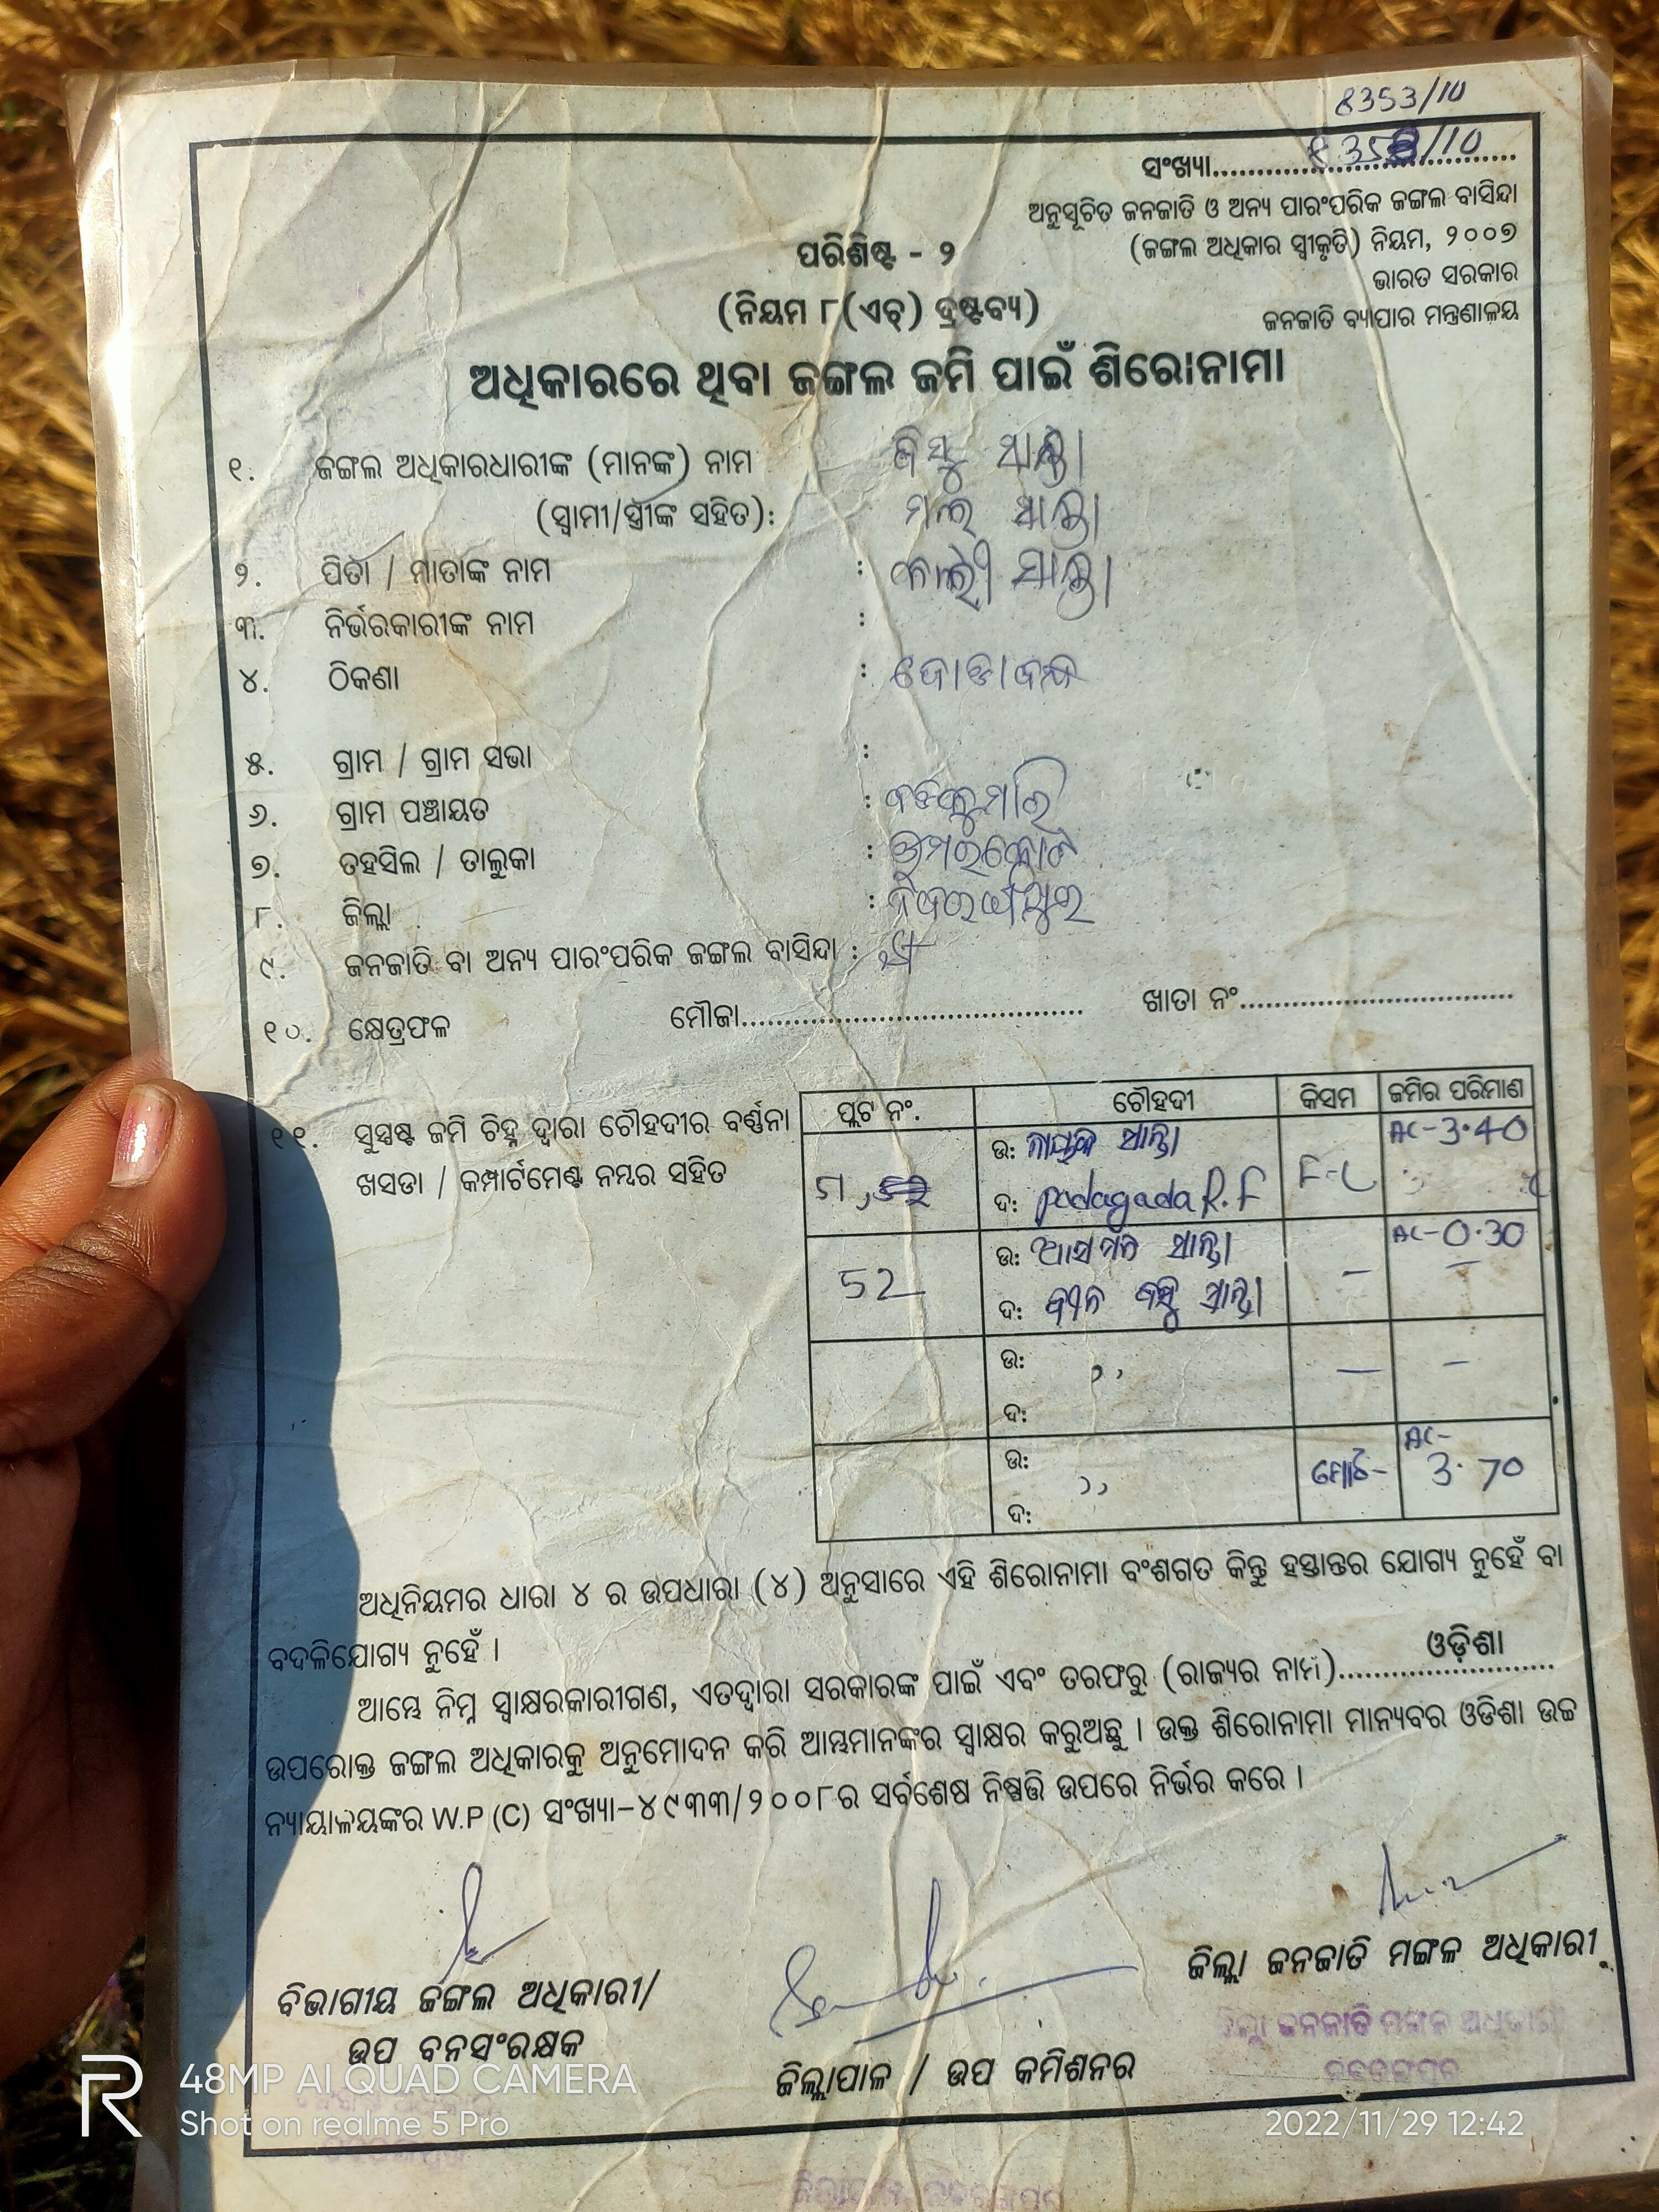 8353/10
ସଂଖ୍ୟା........................
ଅନୁସୂଚିତ ଜନଜାତି ଓ ଅନ୍ୟ ପାରଂପରିକ ଜଙ୍ଗଲ ବାସିନ୍ଦା
(ଜଙ୍ଗଲ ଅଧିକାର ସ୍ୱୀକୃତି) ନିୟମ, ୨୦୦୭
ଭାରତ ସରକାର
ଜନଜାତି ବ୍ୟାପାର ମନ୍ତ୍ରଣାଳୟ
ପରିଶିଷ୍ଟ - ୨
(ନିୟମ ୮(ଏଚ୍) ଦ୍ରଷ୍ଟବ୍ୟ)
ଅଧିକାରରେ ଥିବା ଜଙ୍ଗଲ ଜମି ପାଇଁ ଶିରୋନାମା
୧. ଜଙ୍ଗଲ ଅଧିକାରଧାରୀଙ୍କ (ମାନଙ୍କ) ନାମ
(ସ୍ୱାମୀ/ସ୍ତ୍ରୀଙ୍କ ସହିତ):
୨. ପିତା / ମାତାଙ୍କ ନାମ :
୩. ନିର୍ଭରକାରୀଙ୍କ ନାମ :
୪. ଠିକଣା :
୫. ଗ୍ରାମ / ଗ୍ରାମ ସଭା :
୬. ଗ୍ରାମ ପଞ୍ଚାୟତ :
୭. ତହସିଲ / ତାଲୁକା : ଉମରକୋଟ
୮. ଜିଲ୍ଲା : ନବରଙ୍ଗପୁର
୯. ଜନଜାତି ବା ଅନ୍ୟ ପାରଂପରିକ ଜଙ୍ଗଲ ବାସିନ୍ଦା :
୧୦. କ୍ଷେତ୍ରଫଳ ମୌଜା........................ ଖାତା ନଂ........................
୧୧. ସୁସ୍ପଷ୍ଟ ଜମି ଚିହ୍ନ ଦ୍ୱାରା ଚୌହଦୀର ବର୍ଣ୍ଣନା
ଖସଡା / କମ୍ପାର୍ଟମେଣ୍ଟ ନମ୍ବର ସହିତ
ପ୍ଲଟ ନଂ. ଚୌହଦୀ କିସମ ଜମିର ପରିମାଣ
ଉ: ସାନ୍ତା AC-3.40
51, ଦ: podagada R.F F-C
52 ଉ: ସାନ୍ତା — AC-0.30
ଦ: ସାନ୍ତା —
ଉ: ,, — —
ଦ:
ଉ: ,, ମୋଟ- AC-3.70
ଦ:
ଅଧିନିୟମର ଧାରା ୪ ର ଉପଧାରା (୪) ଅନୁସାରେ ଏହି ଶିରୋନାମା ବଂଶଗତ କିନ୍ତୁ ହସ୍ତାନ୍ତର ଯୋଗ୍ୟ ନୁହେଁ ବା
ବଦଳିଯୋଗ୍ୟ ନୁହେଁ ।
ଆମ୍ଭେ ନିମ୍ନ ସ୍ୱାକ୍ଷରକାରୀଗଣ, ଏତଦ୍ୱାରା ସରକାରଙ୍କ ପାଇଁ ଏବଂ ତରଫରୁ (ରାଜ୍ୟର ନାମ)........ଓଡ଼ିଶା........
ଉପରୋକ୍ତ ଜଙ୍ଗଲ ଅଧିକାରକୁ ଅନୁମୋଦନ କରି ଆମ୍ଭମାନଙ୍କର ସ୍ୱାକ୍ଷର କରୁଅଛୁ । ଉକ୍ତ ଶିରୋନାମା ମାନ୍ୟବର ଓଡିଶା ଉଚ୍ଚ
ନ୍ୟାୟାଳୟଙ୍କର W.P (C) ସଂଖ୍ୟା-୪୯୩୩/୨୦୦୮ର ସର୍ବଶେଷ ନିଷ୍ପତ୍ତି ଉପରେ ନିର୍ଭର କରେ ।
ବିଭାଗୀୟ ଜଙ୍ଗଲ ଅଧିକାରୀ/
ଉପ ବନସଂରକ୍ଷକ
ଜିଲ୍ଲାପାଳ / ଉପ କମିଶନର
ଜିଲ୍ଲା ଜନଜାତି ମଙ୍ଗଳ ଅଧିକାରୀ
ଜିଲ୍ଲା ଜନଜାତି ମଙ୍ଗଳ ଅଧିକାରୀ
ନବରଙ୍ଗପୁର
48MP AI QUAD CAMERA
Shot on realme 5 Pro
2022/11/29 12:42